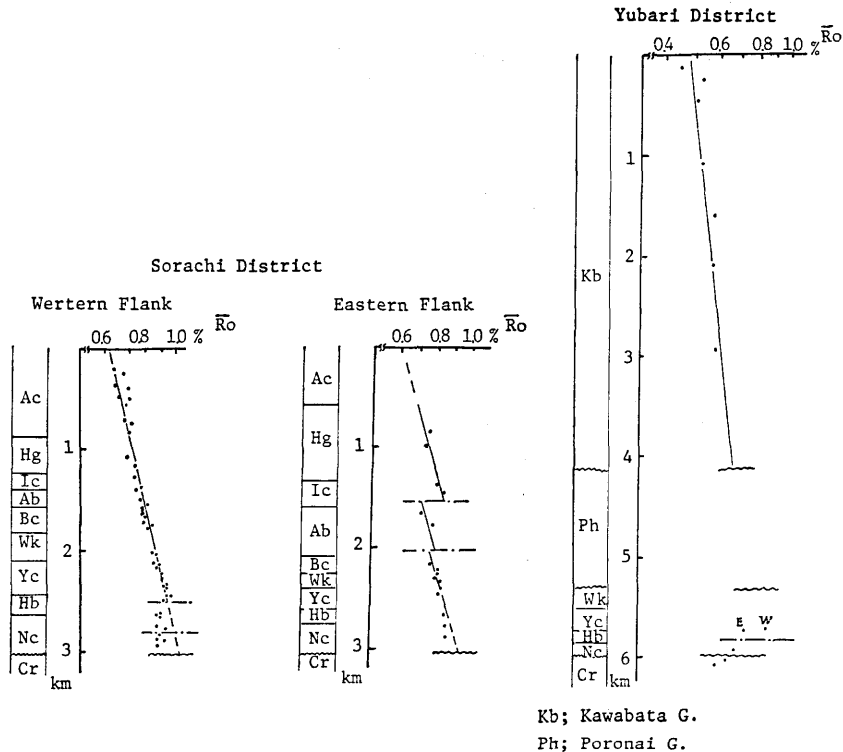 Yubari District
R̄o
0.4 0.6 0.8 1.0 %
1
2
3
4
5
6
km
Kb
Ph
Wk
Yc
Hb
Nc
Cr
E W
Sorachi District
Wertern Flank
R̄o
0.6 0.8 1.0 %
Ac
Hg
Ic
Ab
Bc
Wk
Yc
Hb
Nc
Cr
1
2
3
km
Eastern Flank
R̄o
0.6 0.8 1.0 %
Ac
Hg
Ic
Ab
Bc
Wk
Yc
Hb
Nc
Cr
1
2
3
km
Kb; Kawabata G.
Ph; Poronai G.